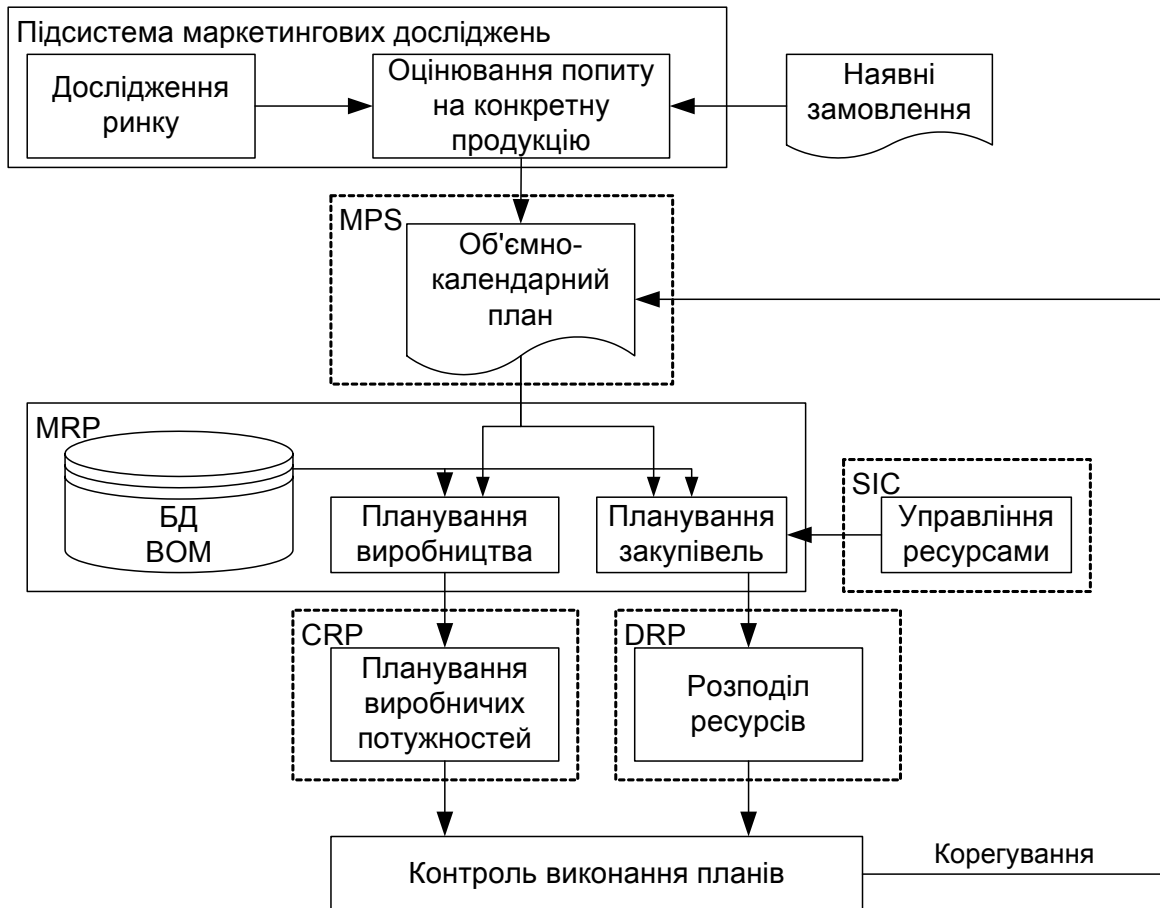 Підсистема маркетингових досліджень
Дослідження
ринку
Оцінювання попиту
на конкретну
продукцію
Наявні
замовлення
MPS
Об'ємно-
календарний
план
MRP
БД
BOM
Планування
виробництва
Планування
закупівель
SIC
Управління
ресурсами
CRP
Планування
виробничих
потужностей
DRP
Розподіл
ресурсів
Контроль виконання планів
Корегування